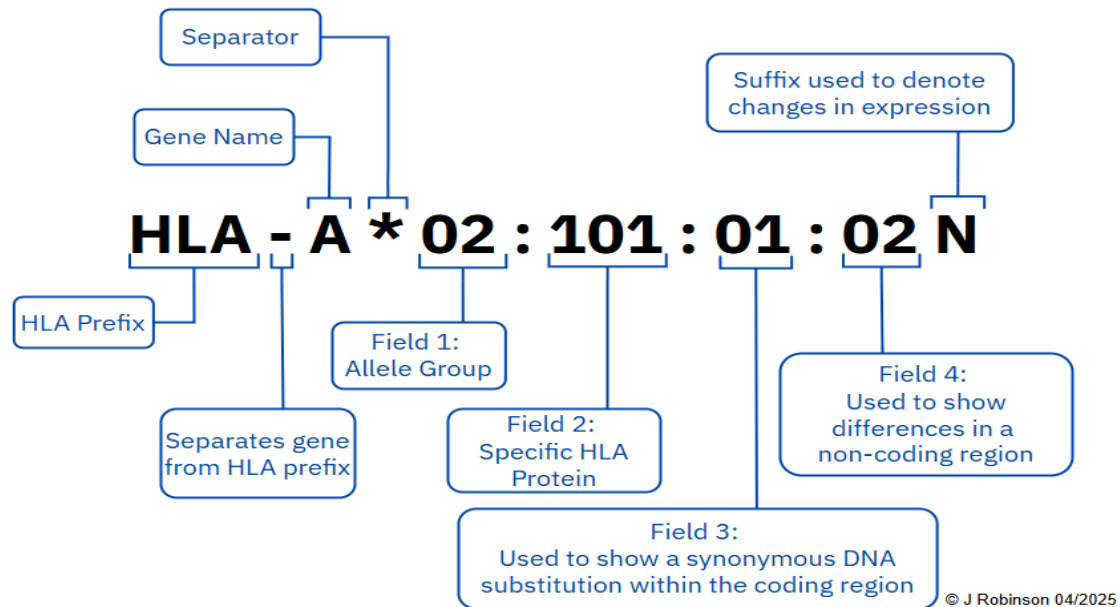 Separator
Suffix used to denote
changes in expression
Gene Name
HLA - A * 02 : 101 : 01 : 02 N
HLA Prefix
Field 1:
Allele Group
Field 4:
Used to show
differences in a
non-coding region
Separates gene
from HLA prefix
Field 2:
Specific HLA
Protein
Field 3:
Used to show a synonymous DNA
substitution within the coding region
© J Robinson 04/2025